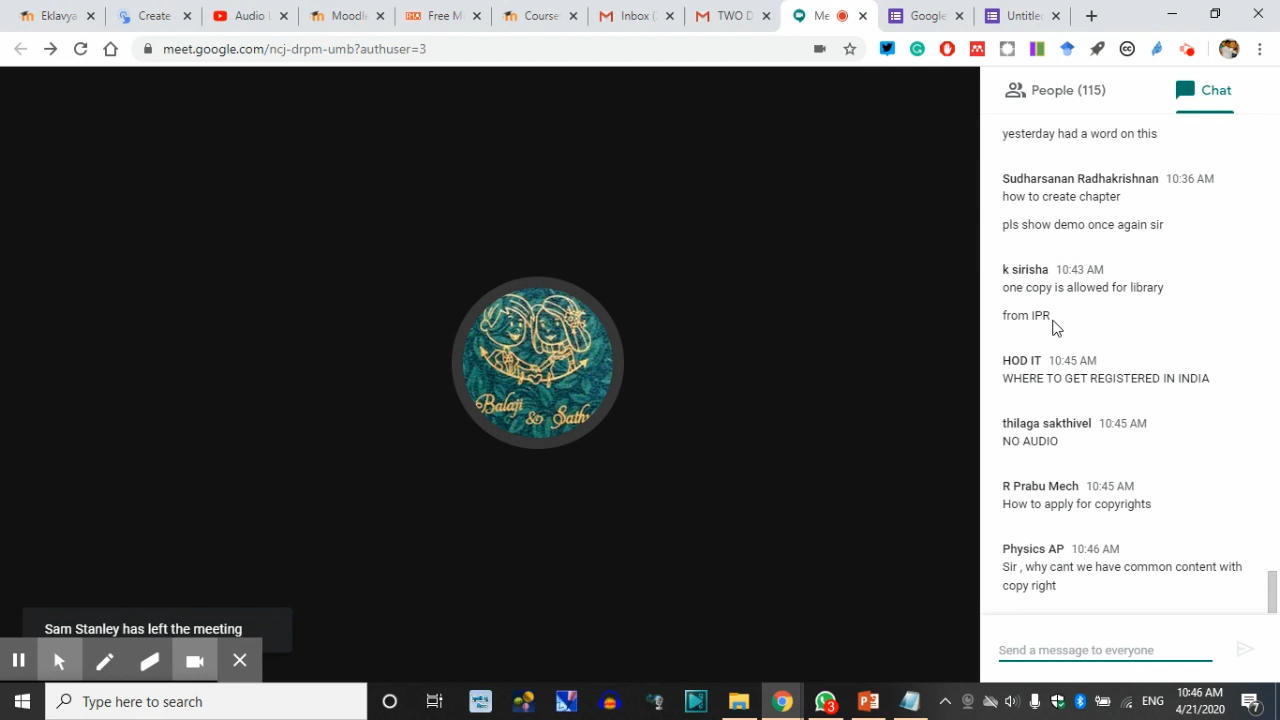 Eklaya
Create
Audio L
Moodle
Free M
Course
Inbox (
TWO D
Me
Google
Untitle
meet.google.com/ncj-drpm-umb?authuser=3
People (115)
Chat
yesterday had a word on this
Sudharsanan Radhakrishnan 10:36 AM
how to create chapter
pls show demo once again sir
k sirisha 10:43 AM
one copy is allowed for library
from IPR
HOD IT 10:45 AM
WHERE TO GET REGISTERED IN INDIA
thilaga sakthivel 10:45 AM
NO AUDIO
R Prabu Mech 10:45 AM
How to apply for copyrights
Physics AP 10:46 AM
Sir , why cant we have common content with
copy right
Balaji
& Sath
Sam Stanley has left the meeting
Send a message to everyone
Type here to search
3
ENG
10:46 AM
4/21/2020
7